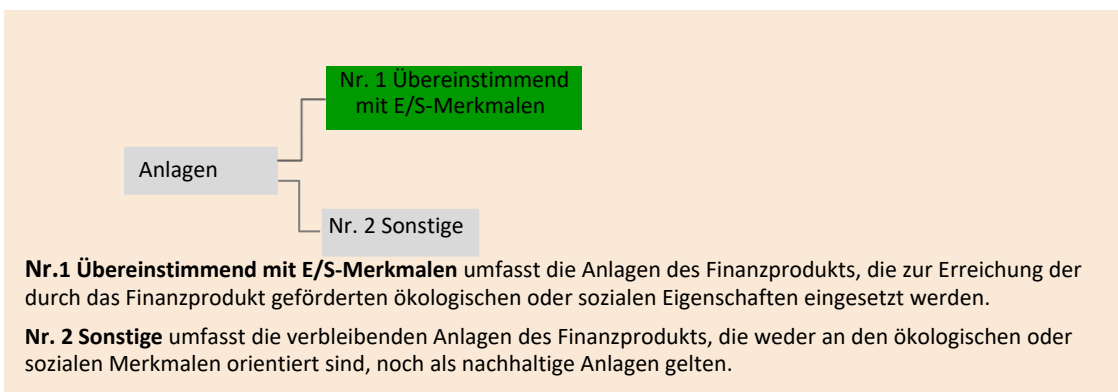 Nr. 1 Übereinstimmend
mit E/S-Merkmalen
Anlagen
Nr. 2 Sonstige
Nr.1 Übereinstimmend mit E/S-Merkmalen umfasst die Anlagen des Finanzprodukts, die zur Erreichung der
durch das Finanzprodukt geförderten ökologischen oder sozialen Eigenschaften eingesetzt werden.
Nr. 2 Sonstige umfasst die verbleibenden Anlagen des Finanzprodukts, die weder an den ökologischen oder
sozialen Merkmalen orientiert sind, noch als nachhaltige Anlagen gelten.